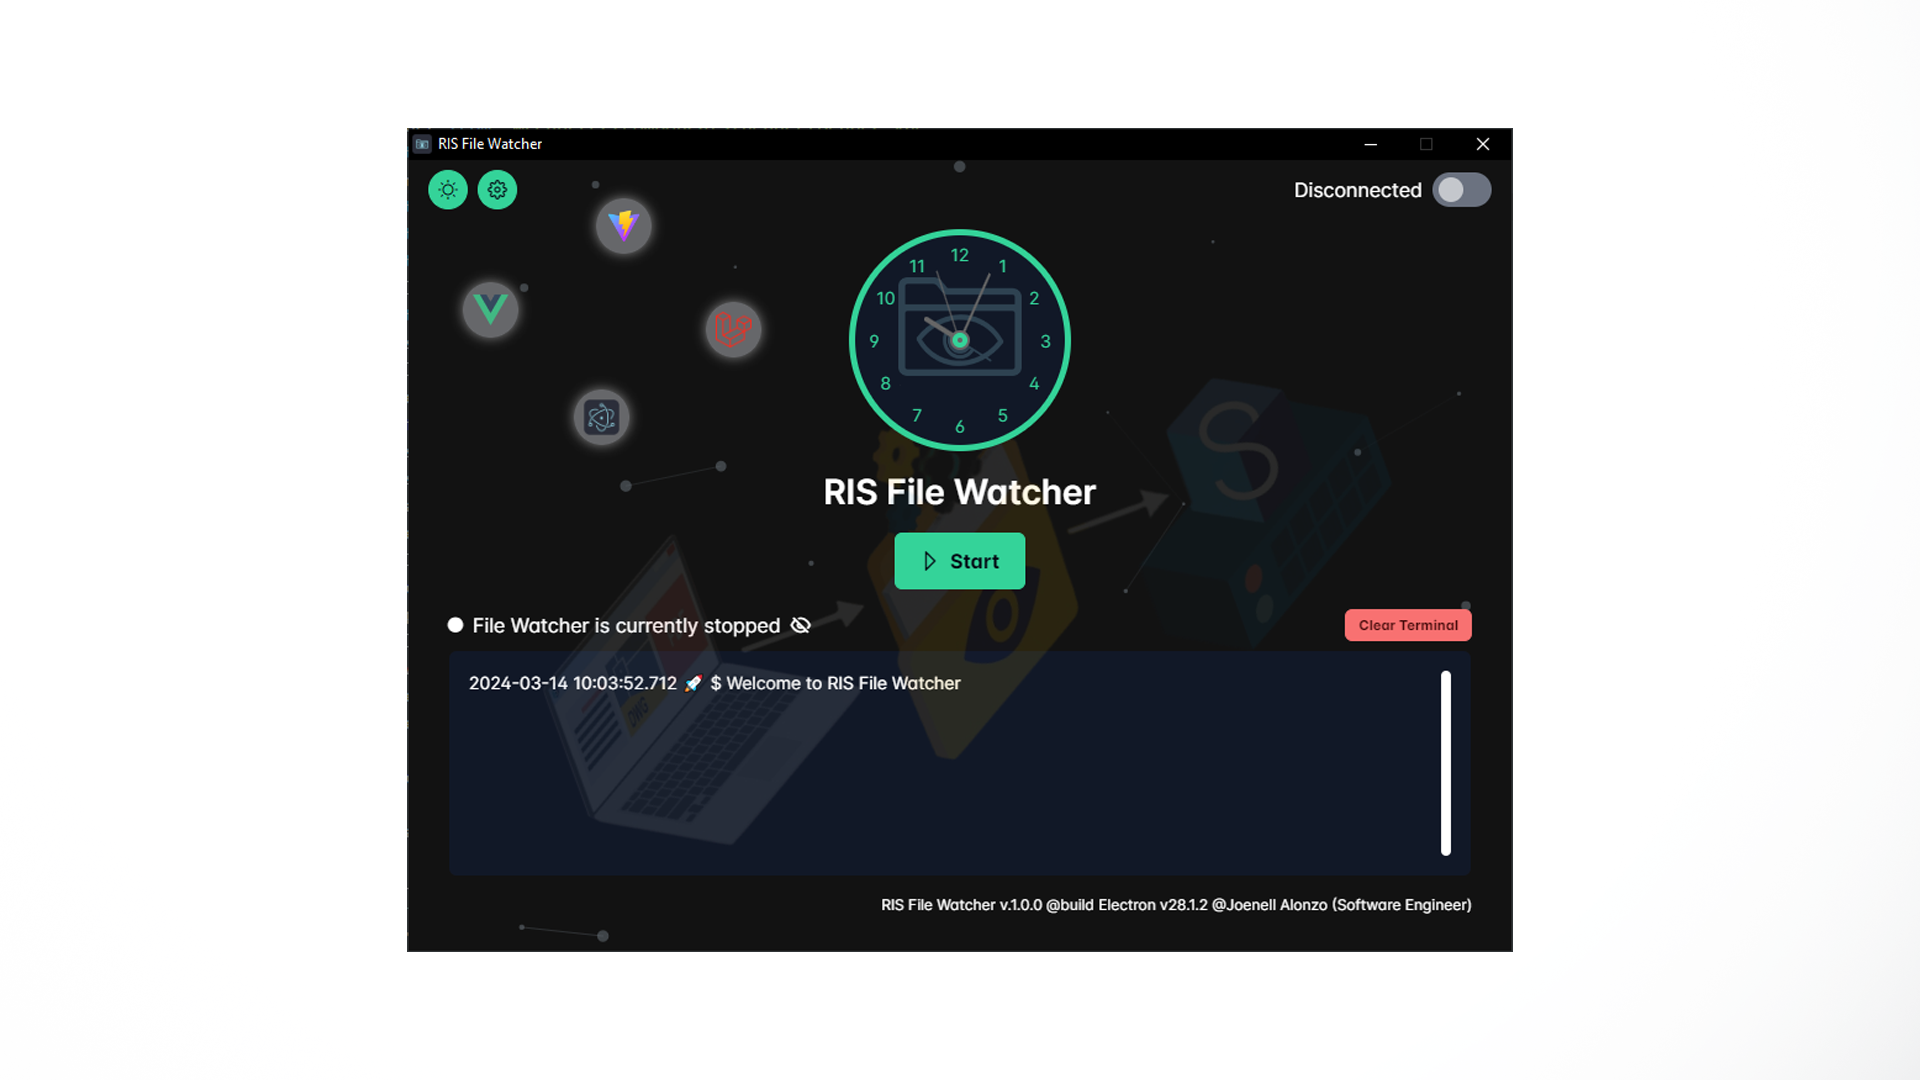 RIS File Watcher
Disconnected
12
11 1
10 2
9 3
8 4
7 5
6
RIS File Watcher
Start
File Watcher is currently stopped
Clear Terminal
2024-03-14 10:03:52.712 🚀 $ Welcome to RIS File Watcher
DWG
S
RIS File Watcher v.1.0.0 @build Electron v28.1.2 @Joenell Alonzo (Software Engineer)